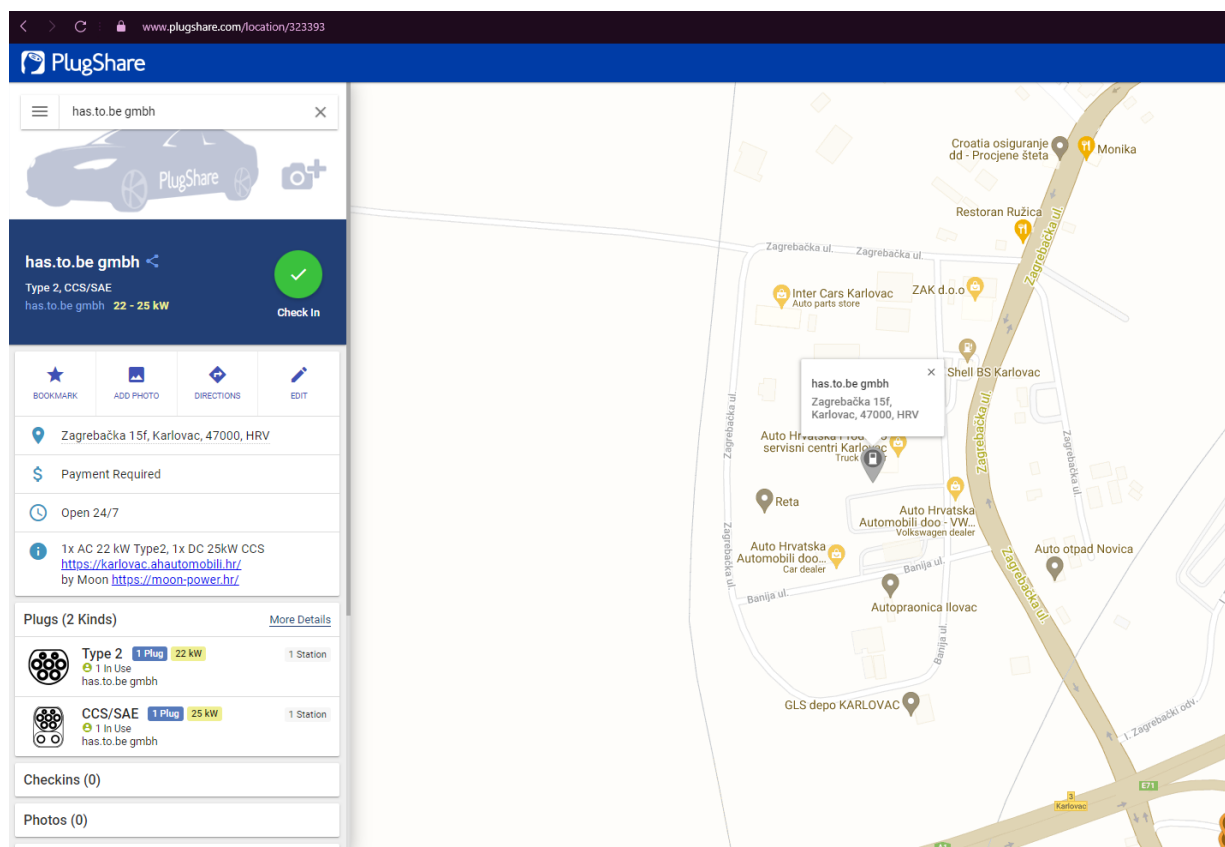 www.plugshare.com/location/323393
PlugShare
has.to.be gmbh
PlugShare
has.to.be gmbh
Type 2, CCS/SAE
has.to.be gmbh 22 - 25 kW
Check In
BOOKMARK
ADD PHOTO
DIRECTIONS
EDIT
Zagrebačka 15f, Karlovac, 47000, HRV
Payment Required
Open 24/7
1x AC 22 kW Type2, 1x DC 25kW CCS
https://karlovac.ahautomobili.hr/
by Moon https://moon-power.hr/
Plugs (2 Kinds)
More Details
Type 2 1 Plug 22 kW
1 Station
1 In Use
has.to.be gmbh
CCS/SAE 1 Plug 25 kW
1 Station
1 In Use
has.to.be gmbh
Checkins (0)
Photos (0)
Croatia osiguranje
dd - Procjene šteta
Monika
Restoran Ružica
Zagrebačka ul.
Zagrebačka ul.
Zagrebačka ul.
Zagrebačka ul.
Inter Cars Karlovac
Auto parts store
ZAK d.o.o
Shell BS Karlovac
has.to.be gmbh
Zagrebačka 15f,
Karlovac, 47000, HRV
Zagrebačka ul.
Zagrebačka ul.
Zagrebačka ul.
Auto Hrvatska
servisni centri Karlovac
Truck
Reta
Auto Hrvatska
Automobili doo - VW...
Volkswagen dealer
Zagrebačka ul.
Auto Hrvatska
Automobili doo...
Car dealer
Banija ul.
Zagrebačka ul.
Auto otpad Novica
Banija ul.
Autopraonica Ilovac
Banija ul.
GLS depo KARLOVAC
1. Zagrebački odv.
E71
3
Karlovac
A1